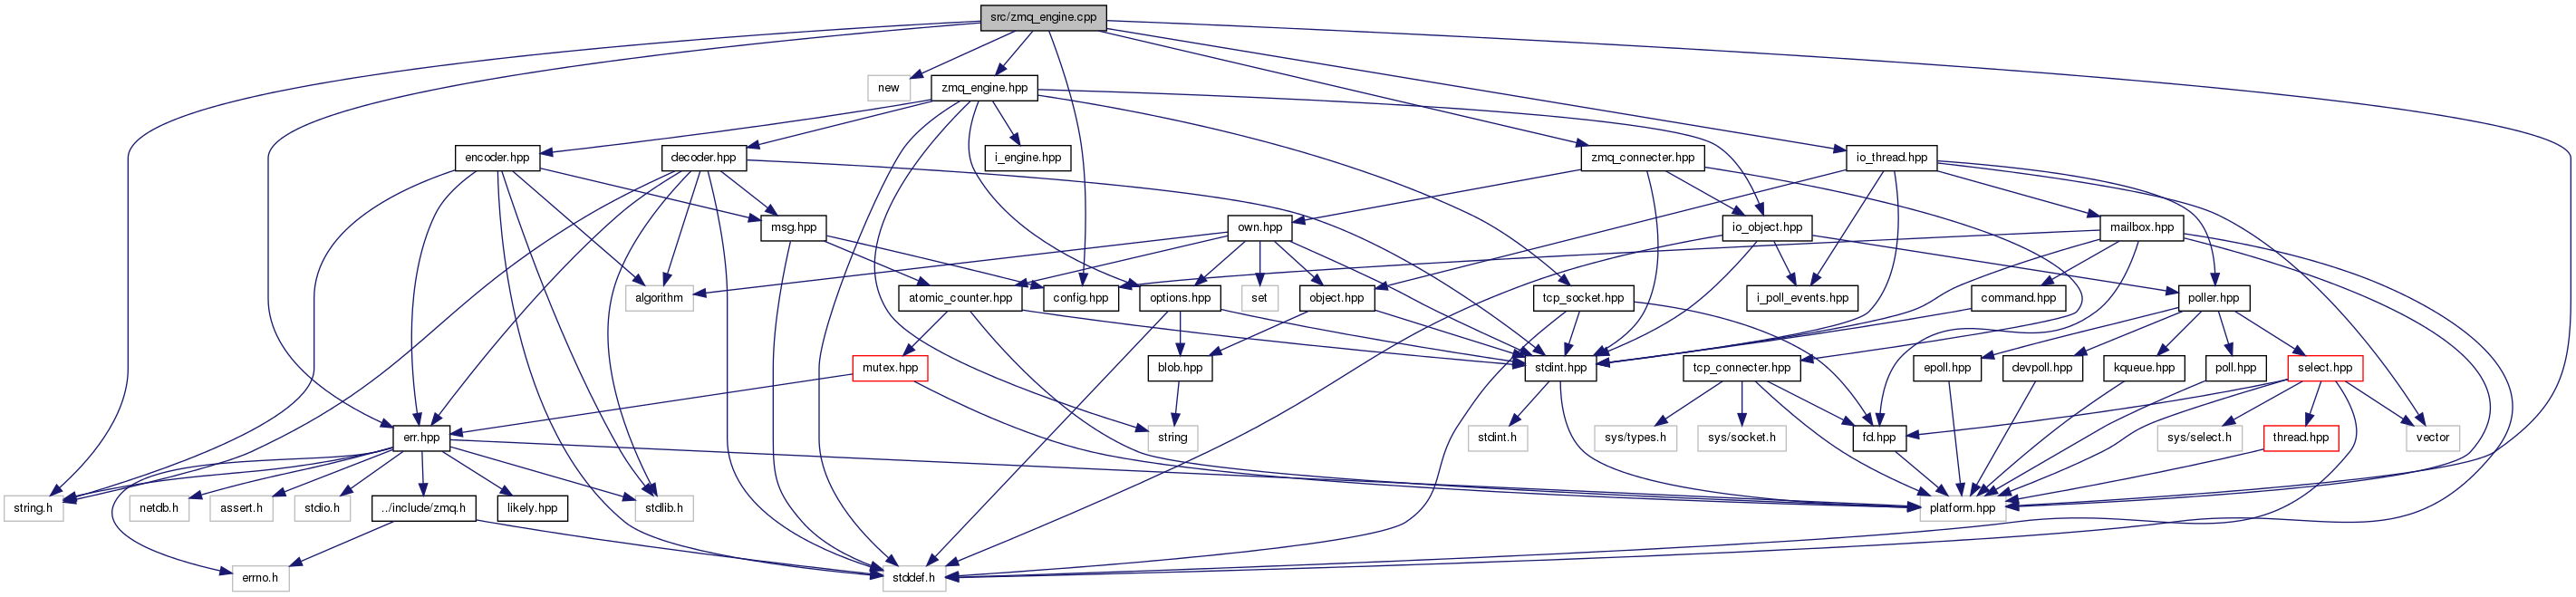 src/zmq_engine.cpp
new
zmq_engine.hpp
encoder.hpp
decoder.hpp
i_engine.hpp
zmq_connecter.hpp
io_thread.hpp
msg.hpp
own.hpp
io_object.hpp
mailbox.hpp
algorithm
atomic_counter.hpp
config.hpp
options.hpp
set
object.hpp
tcp_socket.hpp
i_poll_events.hpp
command.hpp
poller.hpp
mutex.hpp
blob.hpp
stdint.hpp
tcp_connecter.hpp
epoll.hpp
devpoll.hpp
kqueue.hpp
poll.hpp
select.hpp
err.hpp
string
stdint.h
sys/types.h
sys/socket.h
fd.hpp
sys/select.h
thread.hpp
vector
string.h
netdb.h
assert.h
stdio.h
../include/zmq.h
likely.hpp
stdlib.h
platform.hpp
errno.h
stddef.h